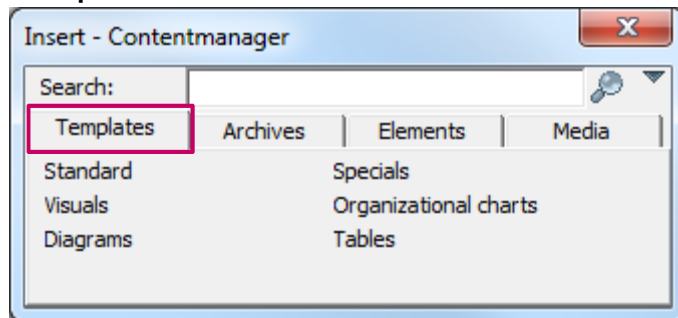 Insert - Contentmanager
Search:
Templates Archives Elements Media
Standard Specials
Visuals Organizational charts
Diagrams Tables